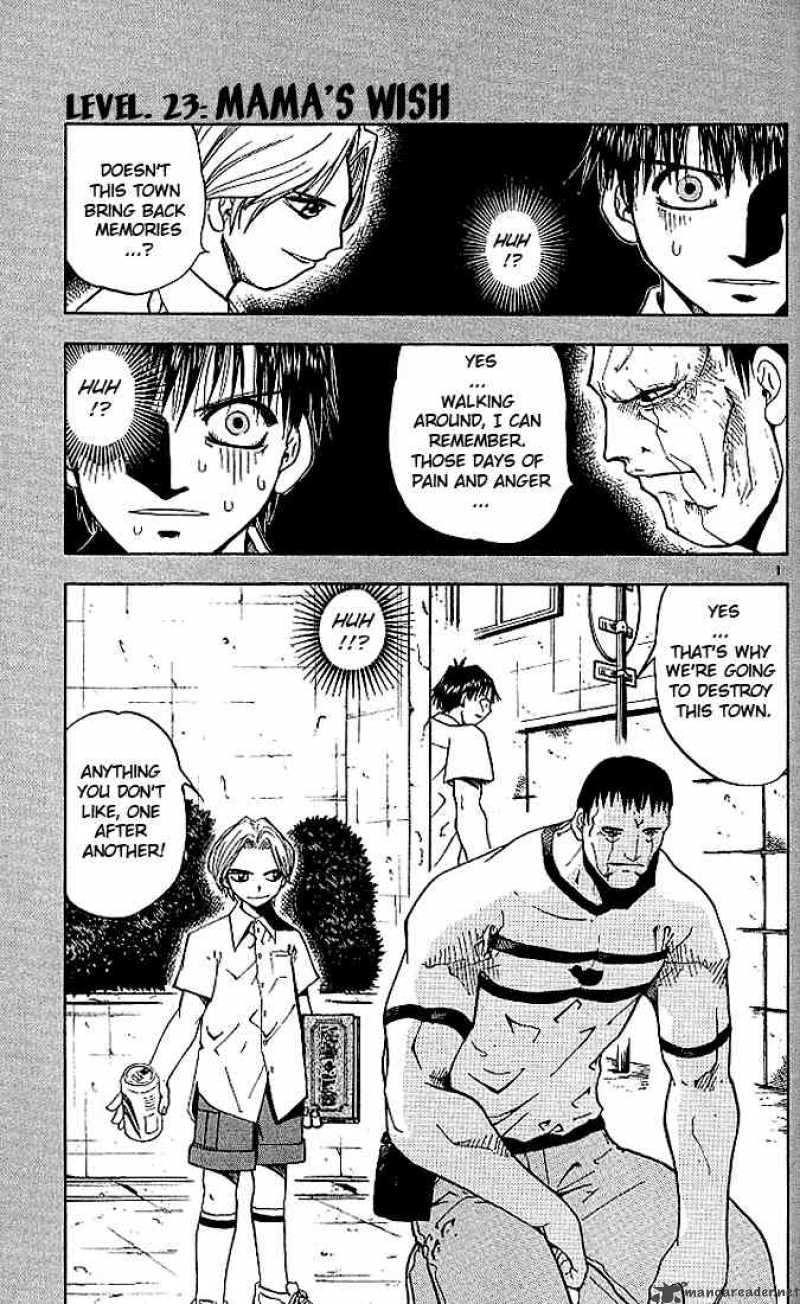 LEVEL. 23: MAMA'S WISH
DOESN'T
THIS TOWN
BRING BACK
MEMORIES
...?
HUH
!?
HUH
!?
YES
...
WALKING
AROUND, I CAN
REMEMBER.
THOSE DAYS OF
PAIN AND ANGER
...
1
HUH
!!?
YES
...
THAT'S WHY
WE'RE GOING
TO DESTROY
THIS TOWN.
ANYTHING
YOU DON'T
LIKE, ONE
AFTER
ANOTHER!
mangareader.net